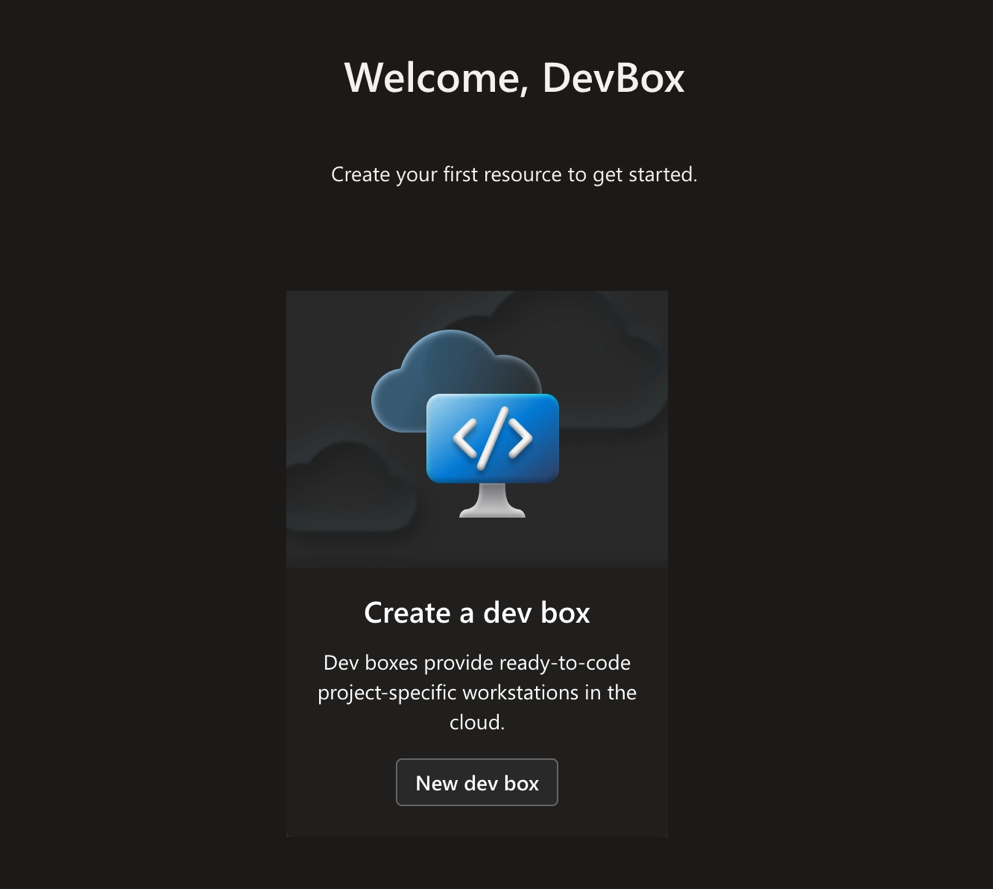 Welcome, DevBox
Create your first resource to get started.
</>
Create a dev box
Dev boxes provide ready-to-code
project-specific workstations in the
cloud.
New dev box